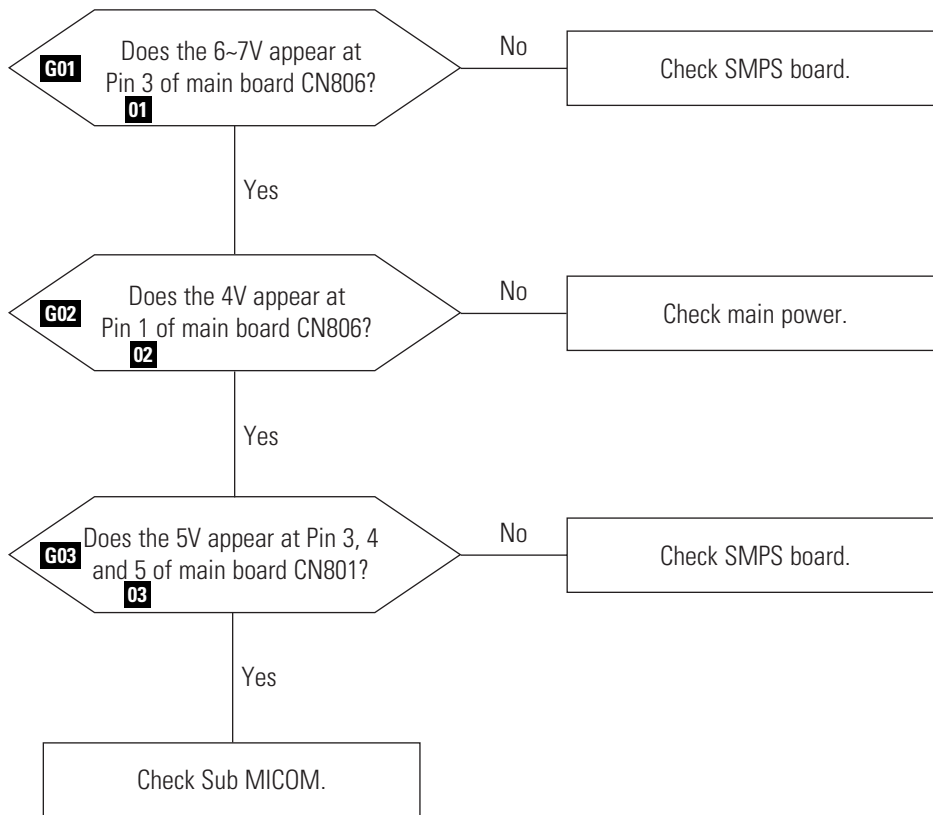 Does the 6~7V appear at
G01
Pin 3 of main board CN806?
01
No
Check SMPS board.
Yes
Does the 4V appear at
G02
Pin 1 of main board CN806?
02
No
Check main power.
Yes
Does the 5V appear at Pin 3, 4
G03
and 5 of main board CN801?
03
No
Check SMPS board.
Yes
Check Sub MICOM.